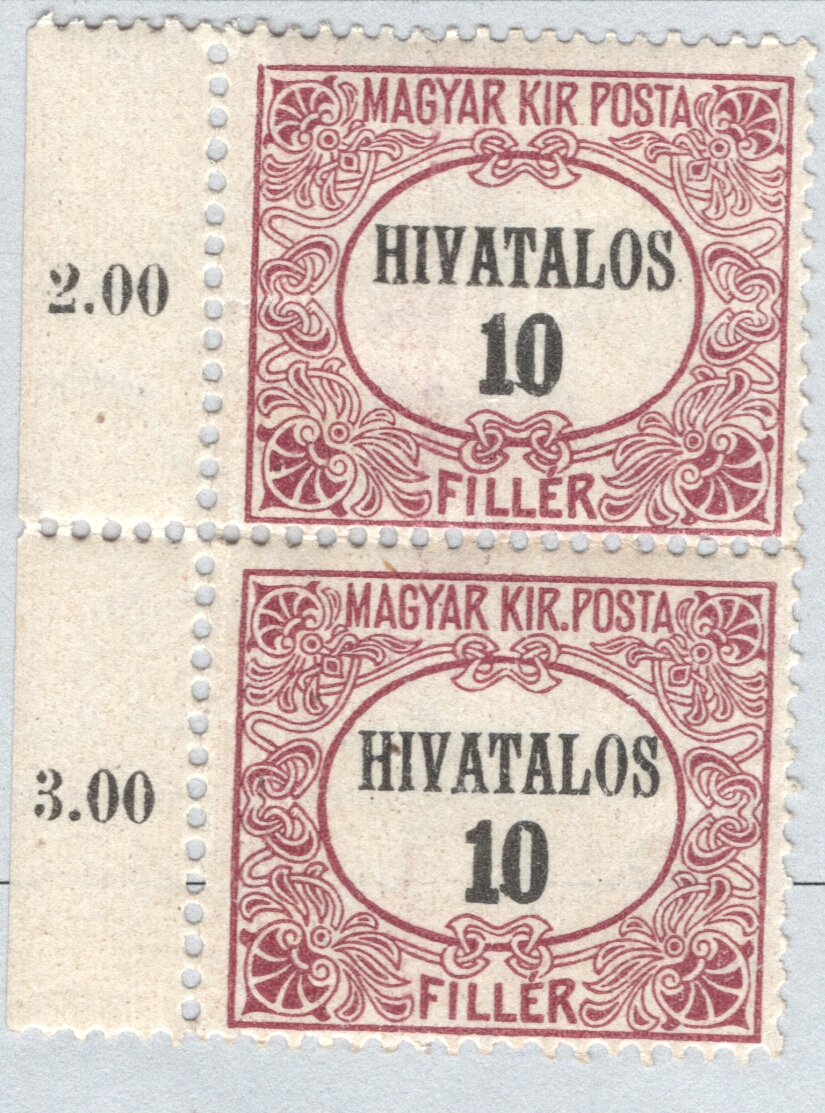 MAGYAR KIR. POSTA
HIVATALOS
2.00
10
FILLÉR
MAGYAR KIR. POSTA
HIVATALOS
3.00
10
FILLÉR